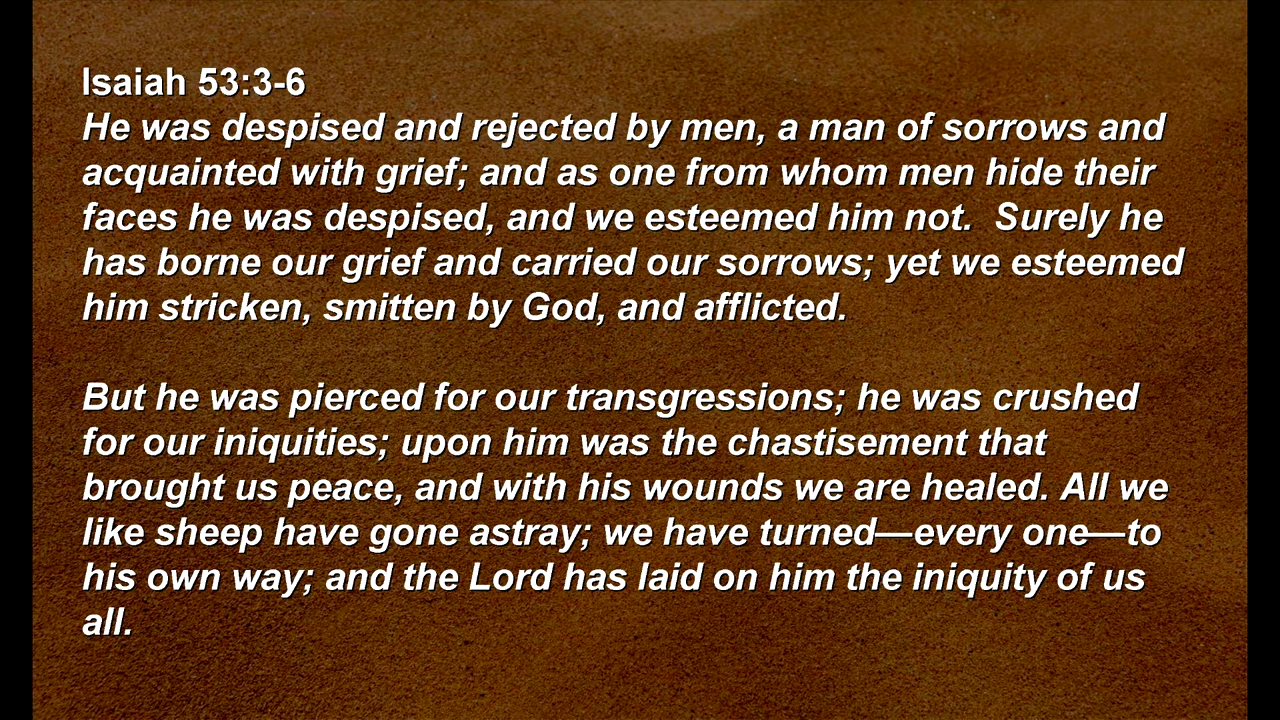 Isaiah 53:3-6
He was despised and rejected by men, a man of sorrows and
acquainted with grief; and as one from whom men hide their
faces he was despised, and we esteemed him not.  Surely he
has borne our grief and carried our sorrows; yet we esteemed
him stricken, smitten by God, and afflicted.
But he was pierced for our transgressions; he was crushed
for our iniquities; upon him was the chastisement that
brought us peace, and with his wounds we are healed. All we
like sheep have gone astray; we have turned—every one—to
his own way; and the Lord has laid on him the iniquity of us
all.